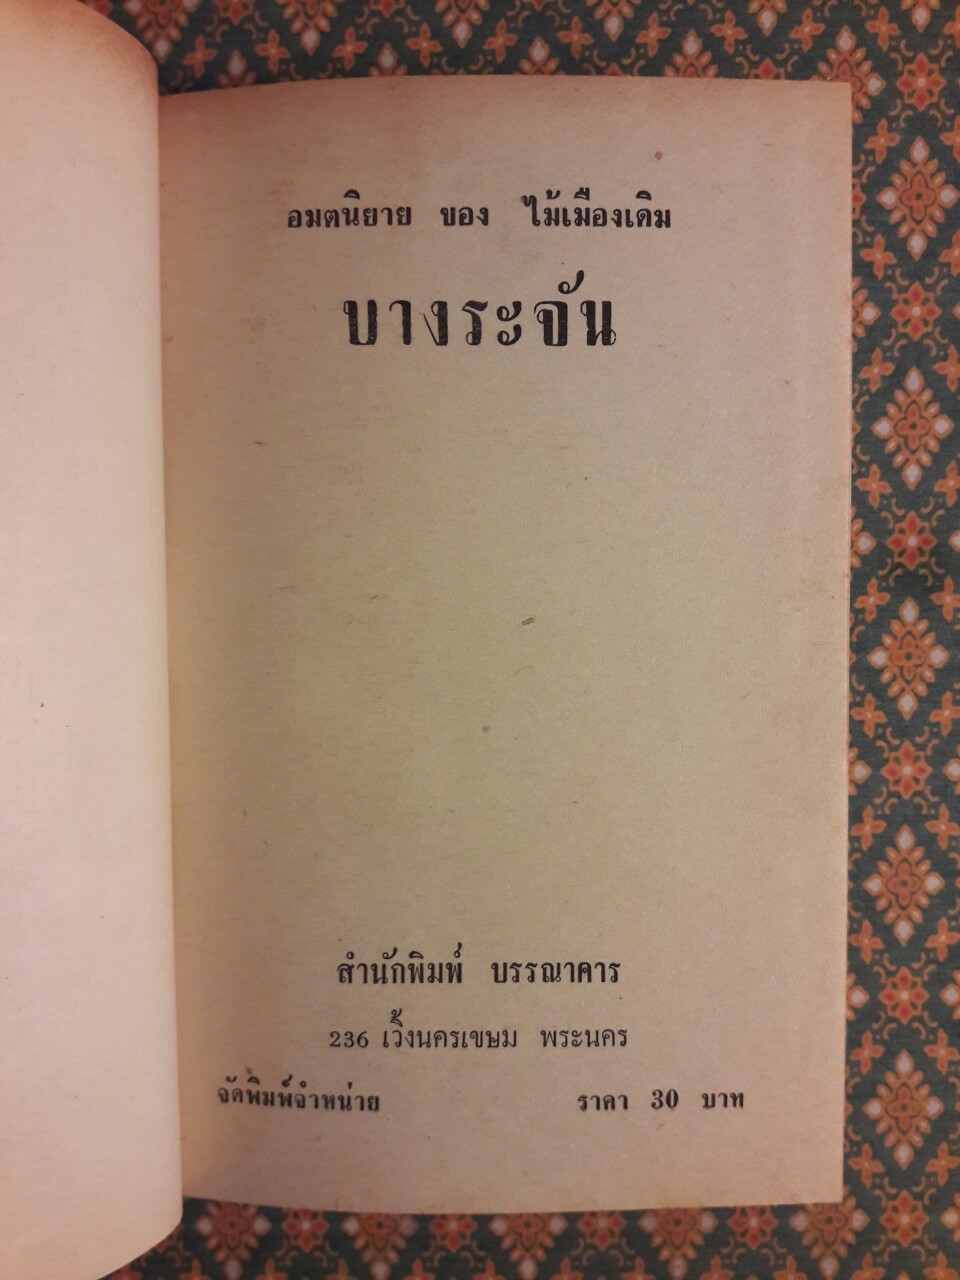 อมตนิยาย ของ ไม้เมืองเดิม
บางระจัน
สำนักพิมพ์ บรรณาคาร
236 เวิ้งนครเขษม พระนคร
จัดพิมพ์จำหน่าย ราคา 30 บาท